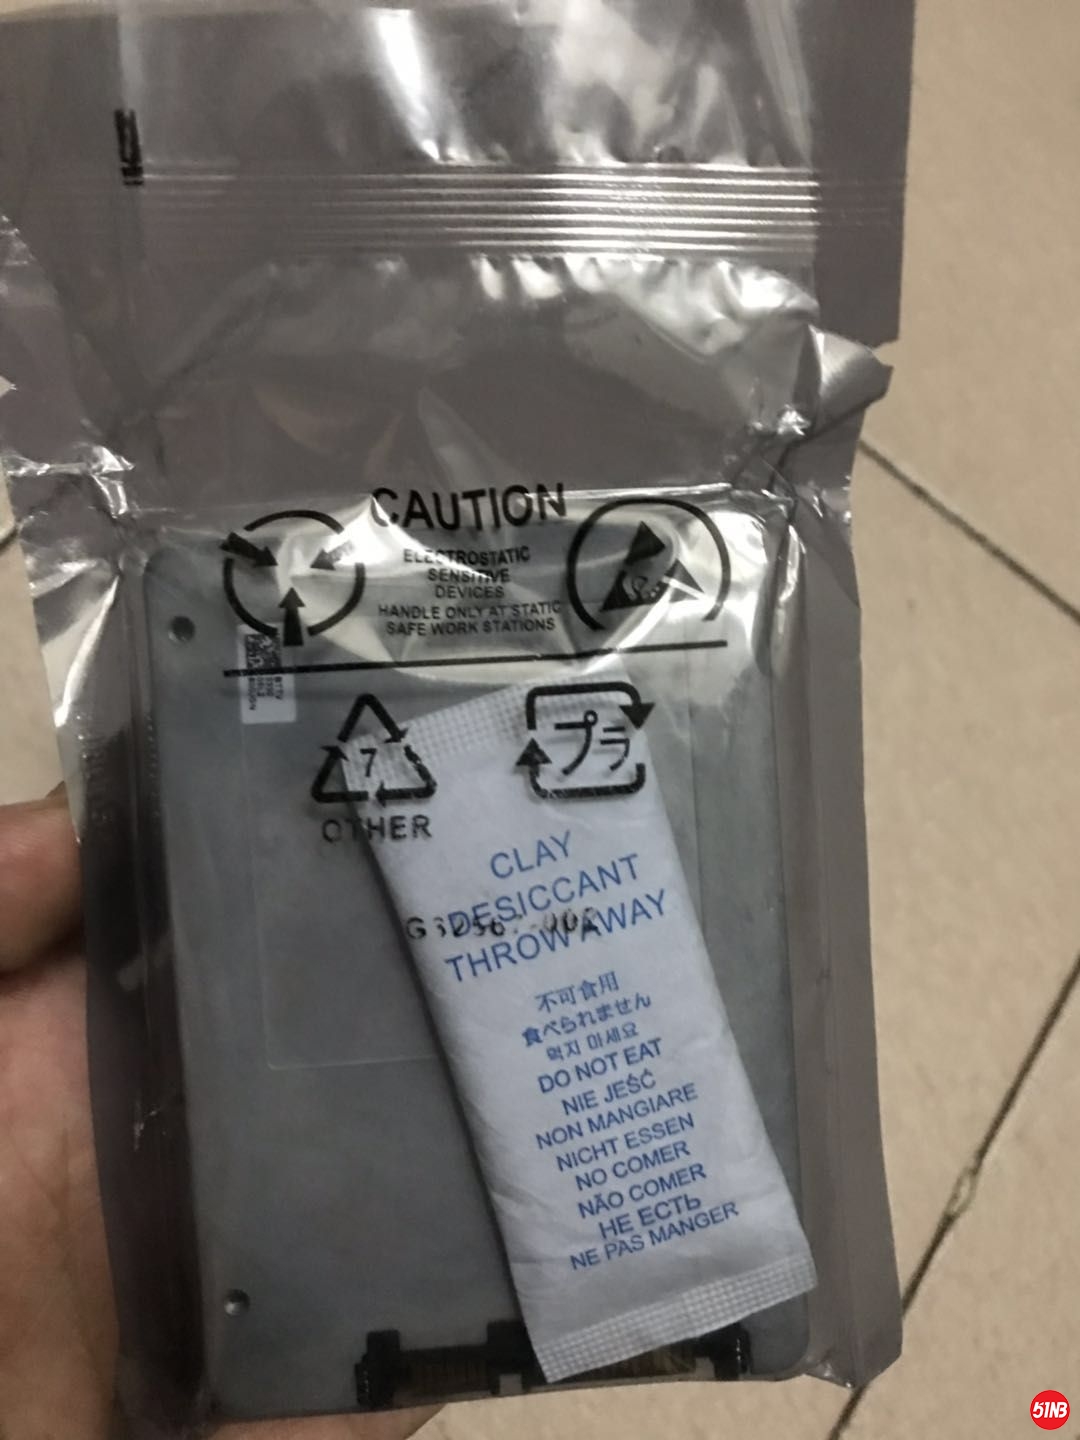 CAUTION
ELECTROSTATIC
SENSITIVE
DEVICES
HANDLE ONLY AT STATIC
SAFE WORK STATIONS
7
OTHER
プラ
CLAY
DESICCANT
THROW AWAY
不可食用
食べられません
먹지 마세요
DO NOT EAT
NIE JEŚĆ
NON MANGIARE
NICHT ESSEN
NO COMER
NÃO COMER
НЕ ЕСТЬ
NE PAS MANGER
51NB